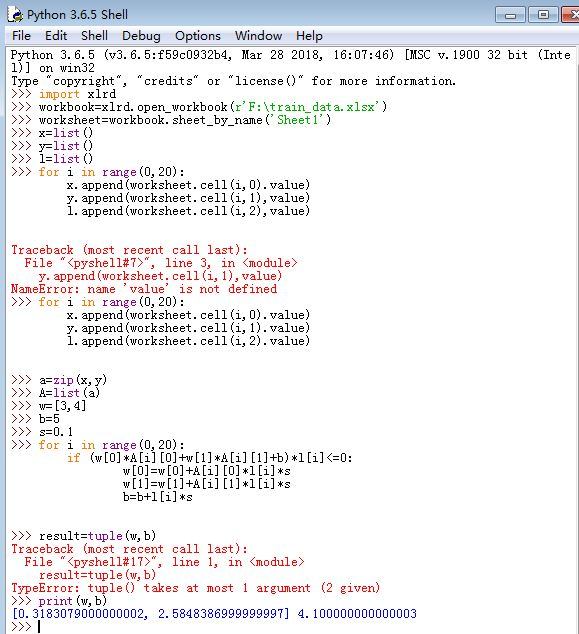 Python 3.6.5 Shell
File Edit Shell Debug Options Window Help
Python 3.6.5 (v3.6.5:f59c0932b4, Mar 28 2018, 16:07:46) [MSC v.1900 32 bit (Inte
l)] on win32
Type "copyright", "credits" or "license()" for more information.
>>> import xlrd
>>> workbook=xlrd.open_workbook(r'F:\train_data.xlsx')
>>> worksheet=workbook.sheet_by_name('Sheet1')
>>> x=list()
>>> y=list()
>>> l=list()
>>> for i in range(0,20):
x.append(worksheet.cell(i,0).value)
y.append(worksheet.cell(i,1),value)
l.append(worksheet.cell(i,2),value)
Traceback (most recent call last):
File "<pyshell#7>", line 3, in <module>
y.append(worksheet.cell(i,1),value)
NameError: name 'value' is not defined
>>> for i in range(0,20):
x.append(worksheet.cell(i,0).value)
y.append(worksheet.cell(i,1).value)
l.append(worksheet.cell(i,2).value)
>>> a=zip(x,y)
>>> A=list(a)
>>> w=[3,4]
>>> b=5
>>> s=0.1
>>> for i in range(0,20):
if (w[0]*A[i][0]+w[1]*A[i][1]+b)*l[i]<=0:
w[0]=w[0]+A[i][0]*l[i]*s
w[1]=w[1]+A[i][1]*l[i]*s
b=b+l[i]*s
>>> result=tuple(w,b)
Traceback (most recent call last):
File "<pyshell#17>", line 1, in <module>
result=tuple(w,b)
TypeError: tuple() takes at most 1 argument (2 given)
>>> print(w,b)
[0.3183079000000002, 2.5848386999999997] 4.100000000000003
>>>